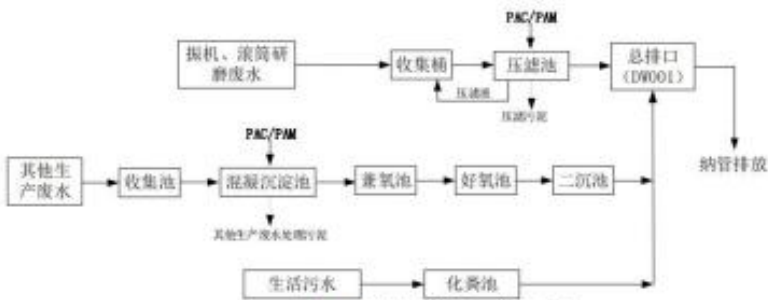 PAC/PAM
振机、滚筒研
磨废水
收集桶
压滤池
总排口
(DW001)
压滤液
压滤污泥
纳管排放
PAC/PAM
其他生
产废水
收集池
混凝沉淀池
兼氧池
好氧池
二沉池
其他生产废水处理污泥
生活污水
化粪池